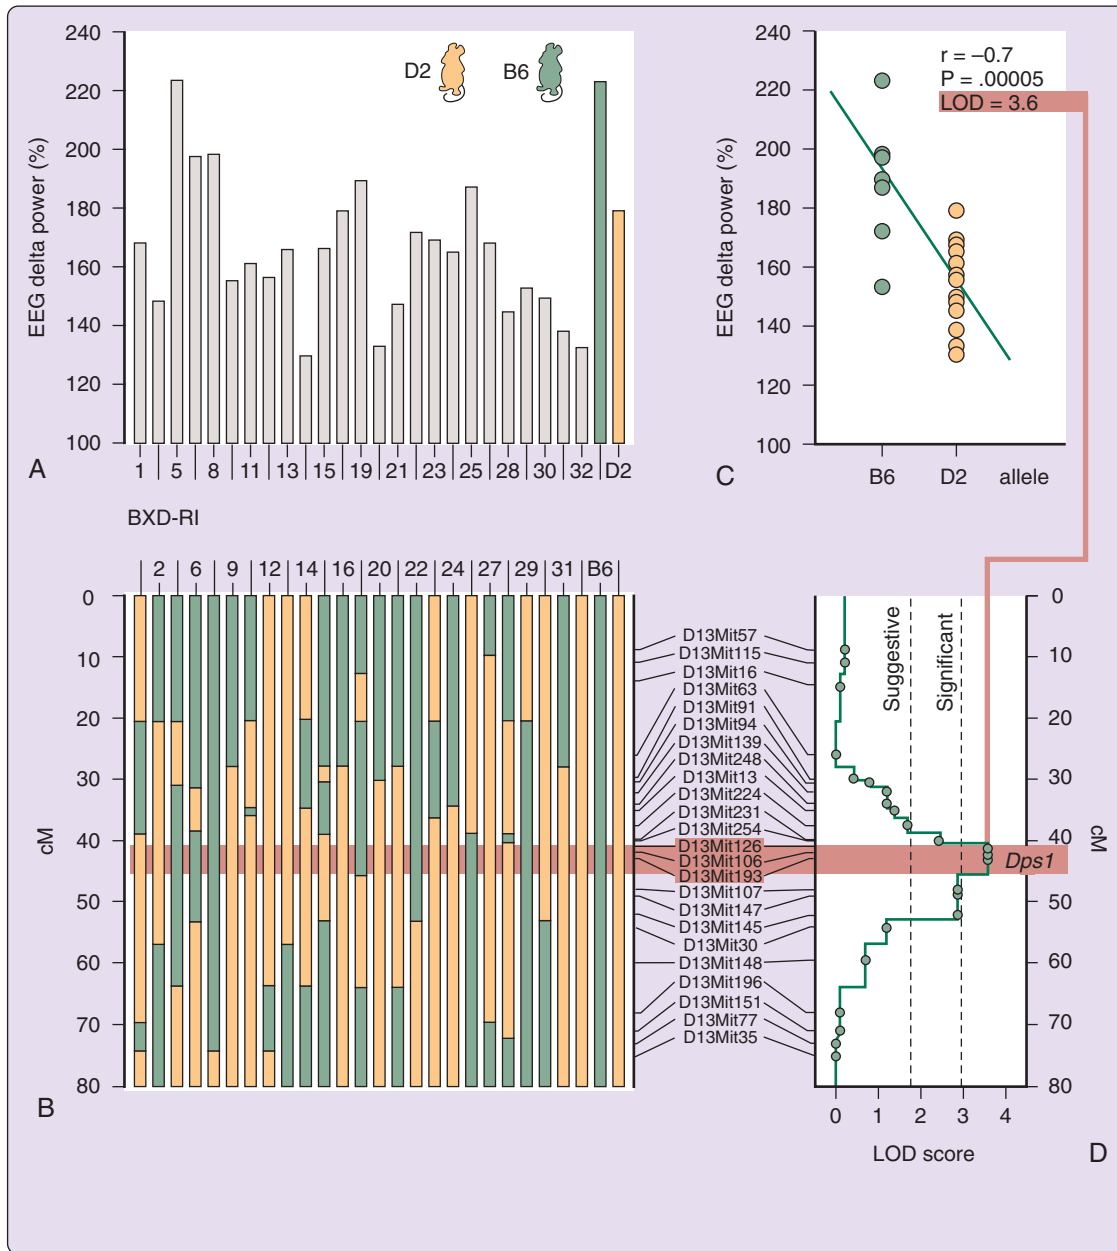 240
220
200
180
160
140
120
100
EEG delta power (%)
D2
B6
1 5 8 11 13 15 19 21 23 25 28 30 32 D2
A
BXD-RI
240
220
200
180
160
140
120
100
EEG delta power (%)
r = –0.7
P = .00005
LOD = 3.6
B6 D2 allele
C
2 6 9 12 14 16 20 22 24 27 29 31 B6
0
10
20
30
40
50
60
70
80
cM
B
D13Mit57
D13Mit115
D13Mit16
D13Mit63
D13Mit91
D13Mit94
D13Mit139
D13Mit248
D13Mit13
D13Mit224
D13Mit231
D13Mit254
D13Mit126
D13Mit106
D13Mit193
D13Mit107
D13Mit147
D13Mit145
D13Mit30
D13Mit148
D13Mit196
D13Mit151
D13Mit77
D13Mit35
Suggestive
Significant
0
10
20
30
40
50
60
70
80
cM
Dps1
0 1 2 3 4
LOD score
D